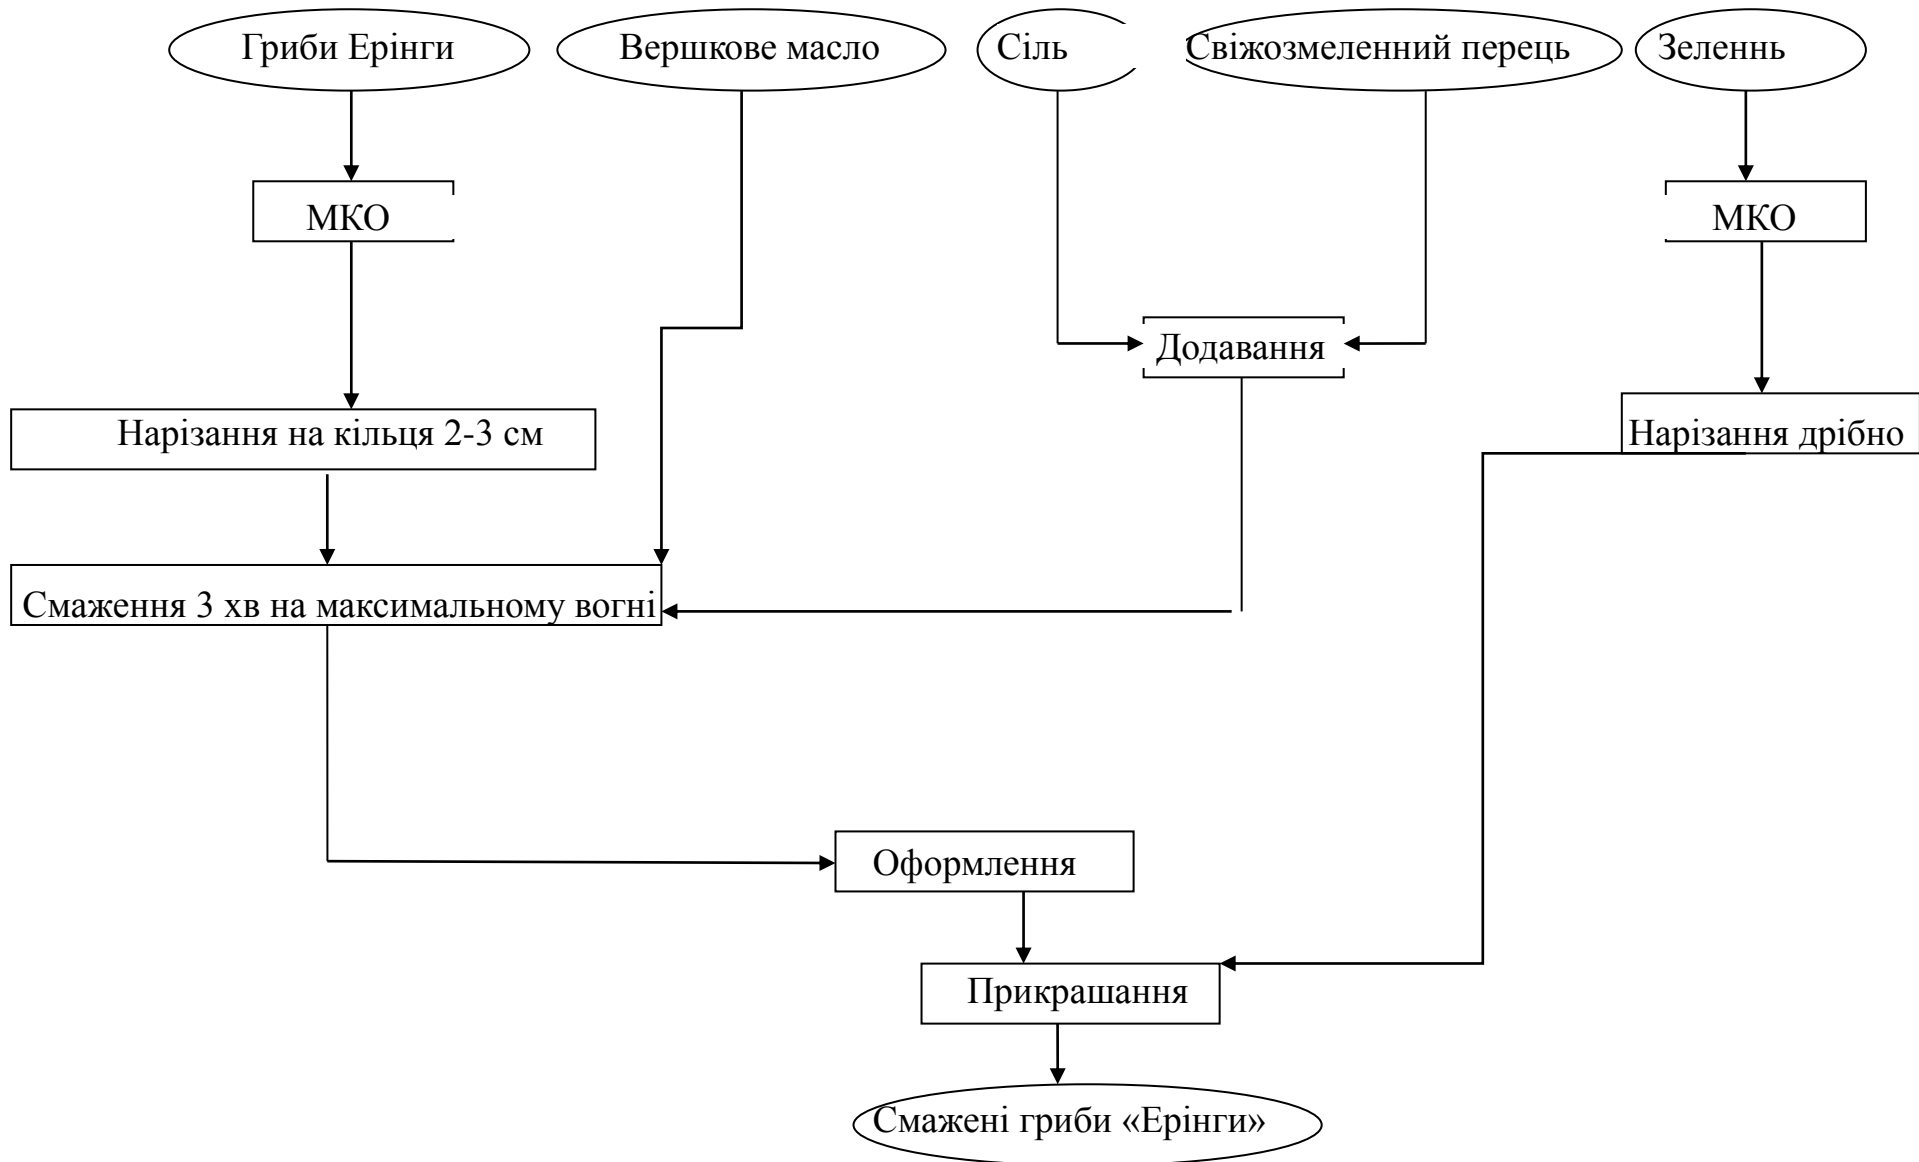 Гриби Ерінги
Вершкове масло
Сіль
Свіжозмеленний перець
Зеленнь
МКО
МКО
Додавання
Нарізання на кільця 2-3 см
Нарізання дрібно
Смаження 3 хв на максимальному вогні
Оформлення
Прикрашання
Смажені гриби «Ерінги»